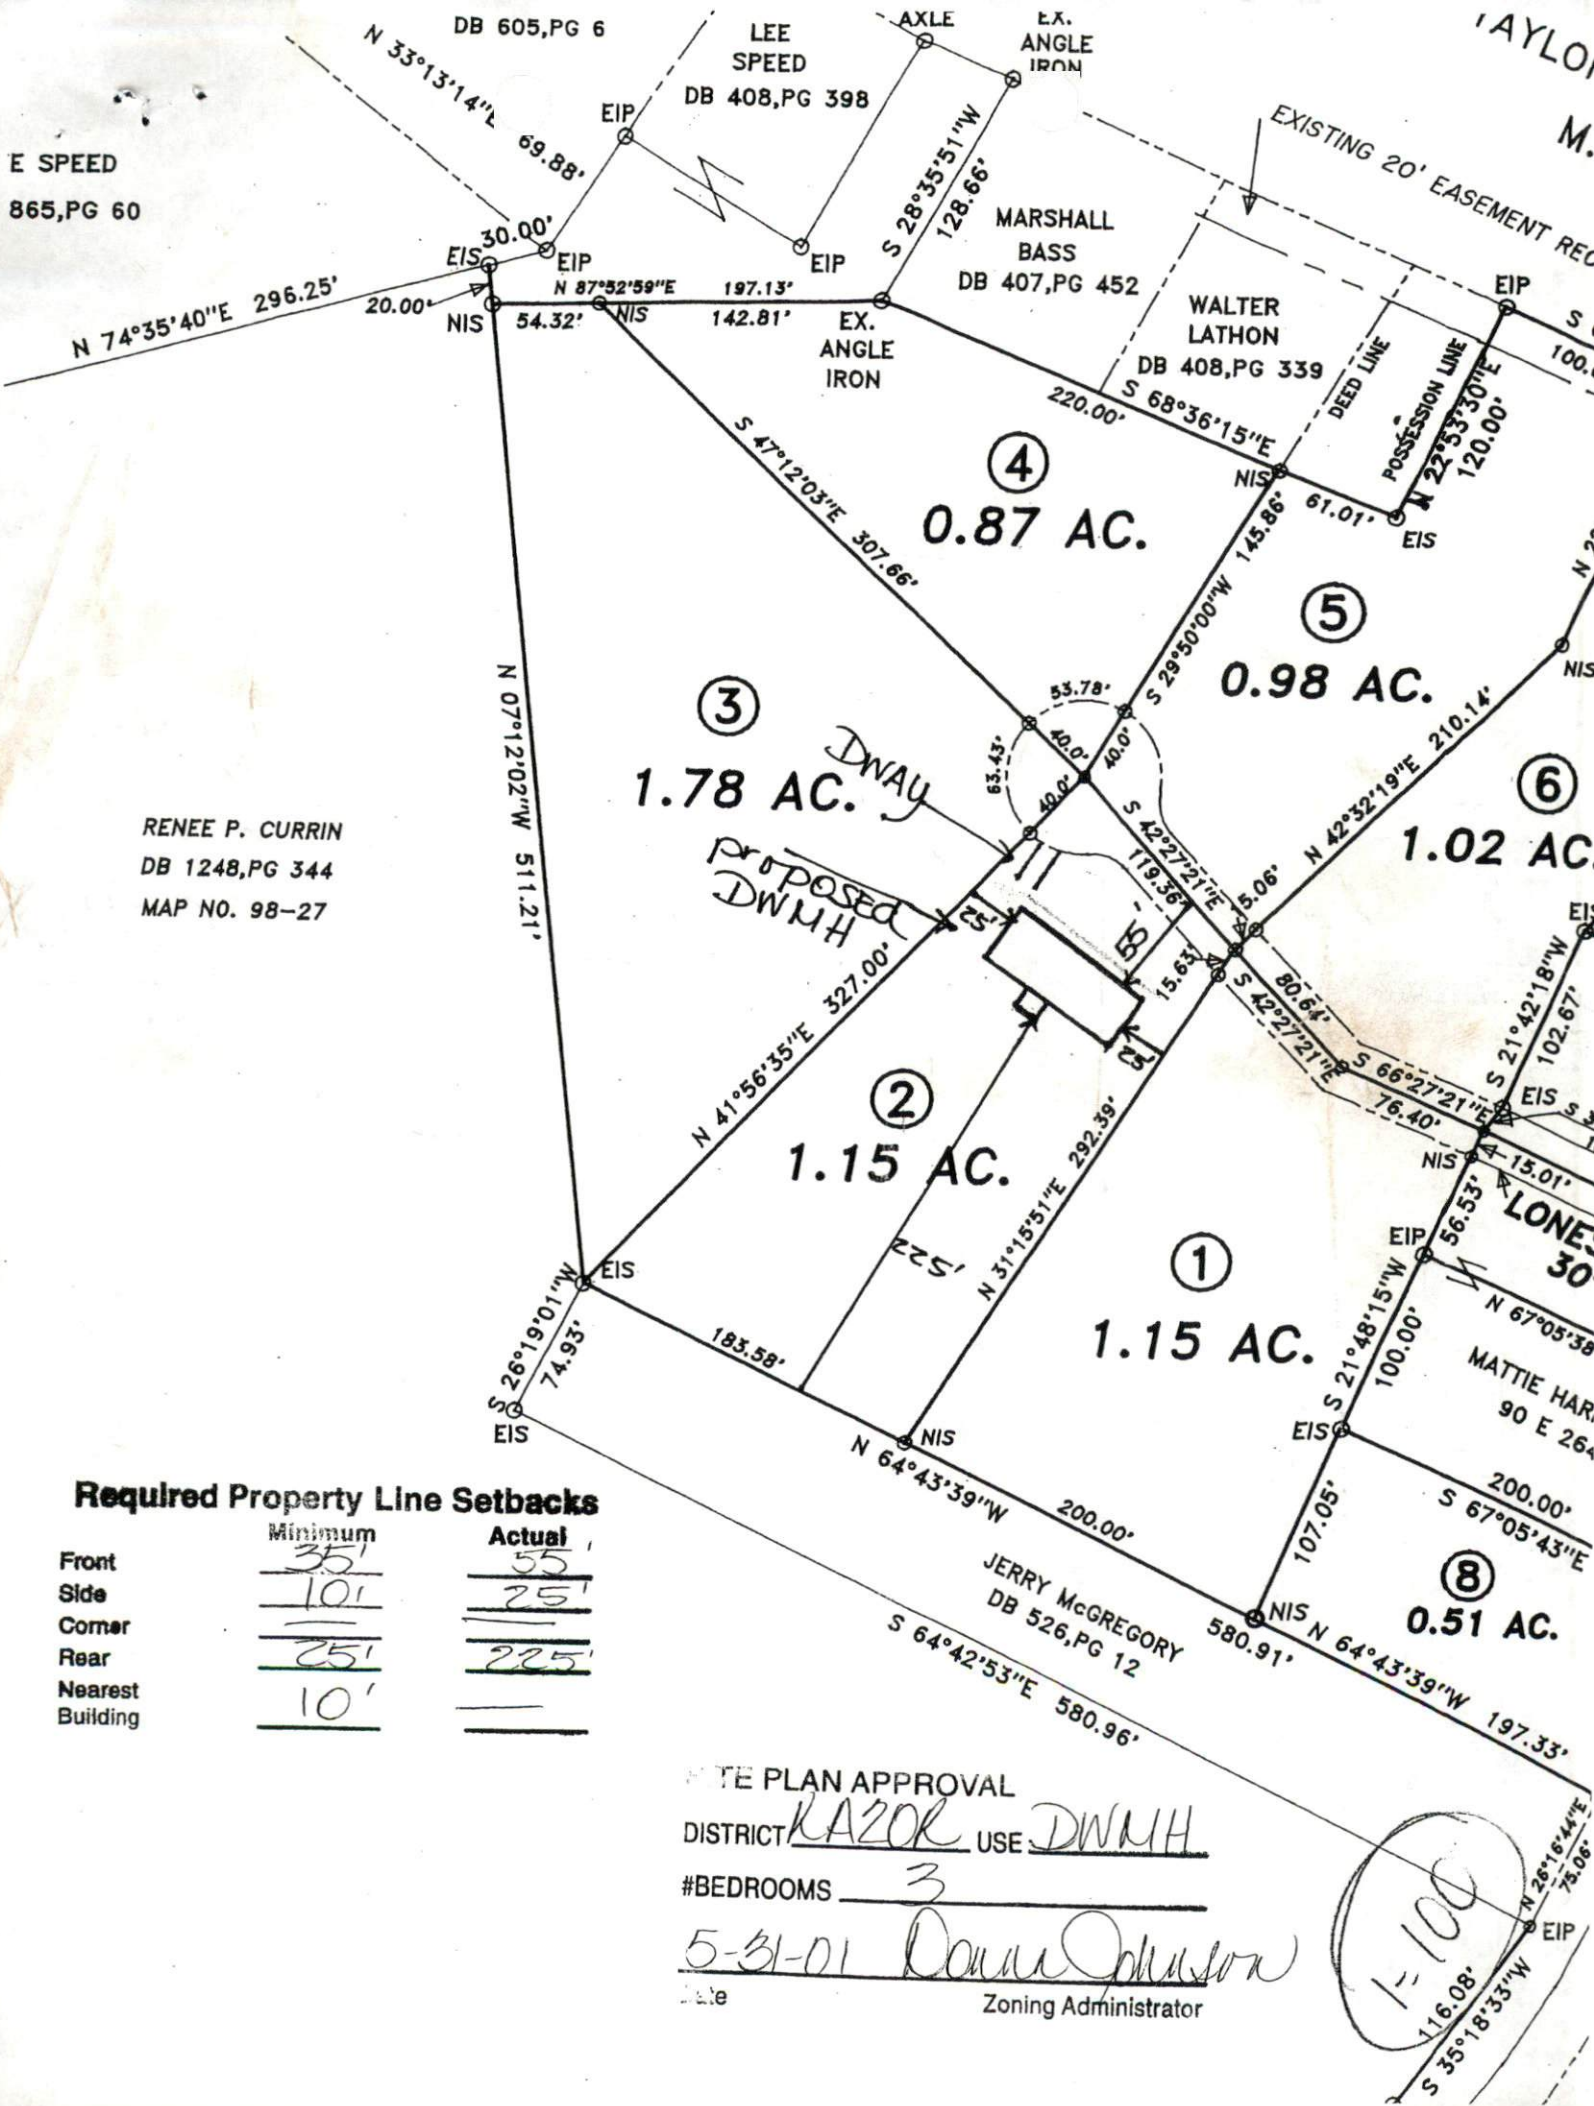 DB 605,PG 6
LEE
SPEED
DB 408,PG 398
AXLE
EX.
ANGLE
IRON
TAYLO
M.
N 33°13'14"E 69.88'
EIP
E SPEED
865,PG 60
S 28°35'51"W
128.66'
EXISTING 20' EASEMENT REC
MARSHALL
BASS
DB 407,PG 452
EIP
WALTER
LATHON
DB 408,PG 339
30.00'
EIS
EIP
EIP
N 74°35'40"E 296.25'
20.00'
NIS
N 87°52'59"E 197.13'
54.32'
NIS
142.81'
EX.
ANGLE
IRON
DEED LINE
POSSESSION LINE
N 22°53'30"E
120.00'
S
100.
220.00'
S 68°36'15"E
NIS
61.01'
EIS
S 47°12'03"E 307.66'
4
0.87 AC.
S 29°50'00"W 145.86'
5
0.98 AC.
NIS
N 07°12'02"W 511.21'
3
1.78 AC.
53.78'
63.43'
40.0'
40.0'
40.0'
N 42°32'19"E 210.14'
6
1.02 AC.
DWAY
proposed
DWMH
S 42°27'21"E
119.36'
15.06'
RENEE P. CURRIN
DB 1248,PG 344
MAP NO. 98-27
25'
55'
15.63'
25'
N 41°56'35"E 327.00'
80.64'
S 42°27'21"E
S 66°27'21"E
76.40'
S 21°42'18"W
102.67'
EIS
EIS
2
1.15 AC.
225'
N 31°15'51"E 292.39'
NIS
15.01'
56.53'
LONES
30'
EIP
1
1.15 AC.
S 21°48'15"W
100.00'
N 67°05'38
MATTIE HAR
90 E 264
EIS
S 26°19'01"W
74.93'
EIS
183.58'
NIS
N 64°43'39"W
200.00'
EIS
200.00'
S 67°05'43"E
107.05'
8
0.51 AC.
JERRY McGREGORY
DB 526,PG 12
S 64°42'53"E 580.96'
NIS
580.91'
N 64°43'39"W 197.33'
Required Property Line Setbacks
Minimum Actual
Front 35' 55'
Side 10' 25'
Corner — —
Rear 25' 225'
Nearest
Building 10' —
TE PLAN APPROVAL
DISTRICT RA20R USE DWMH
#BEDROOMS 3
5-31-01 Donna Johnson
Zoning Administrator
1"=100
N 26°16'44"E
75.06'
EIP
116.08'
S 35°18'33"W